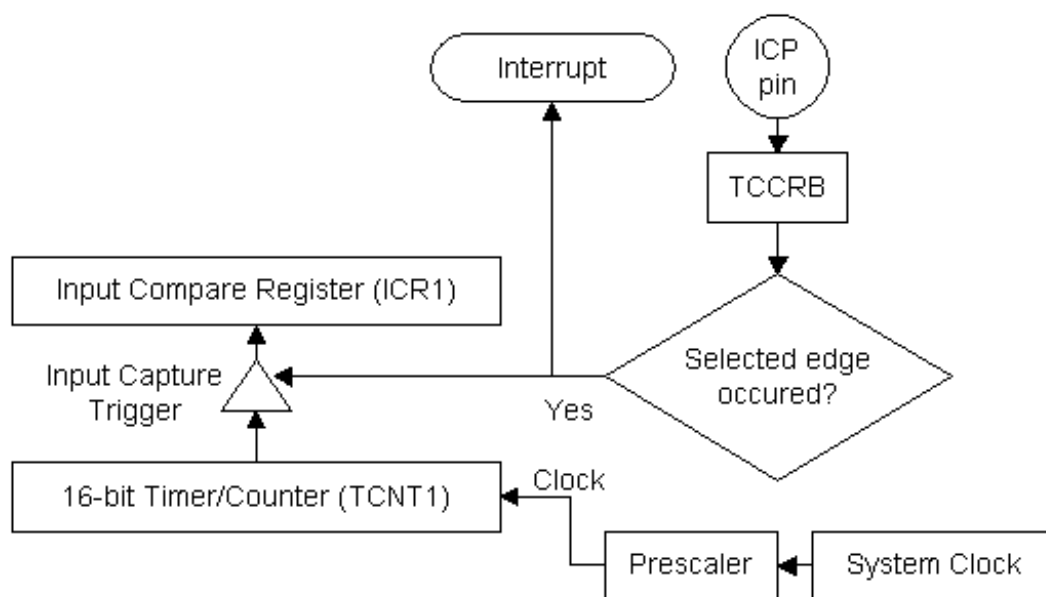 Interrupt
ICP
pin
TCCRB
Input Compare Register (ICR1)
Selected edge
occured?
Input Capture
Trigger
Yes
16-bit Timer/Counter (TCNT1)
Clock
Prescaler
System Clock